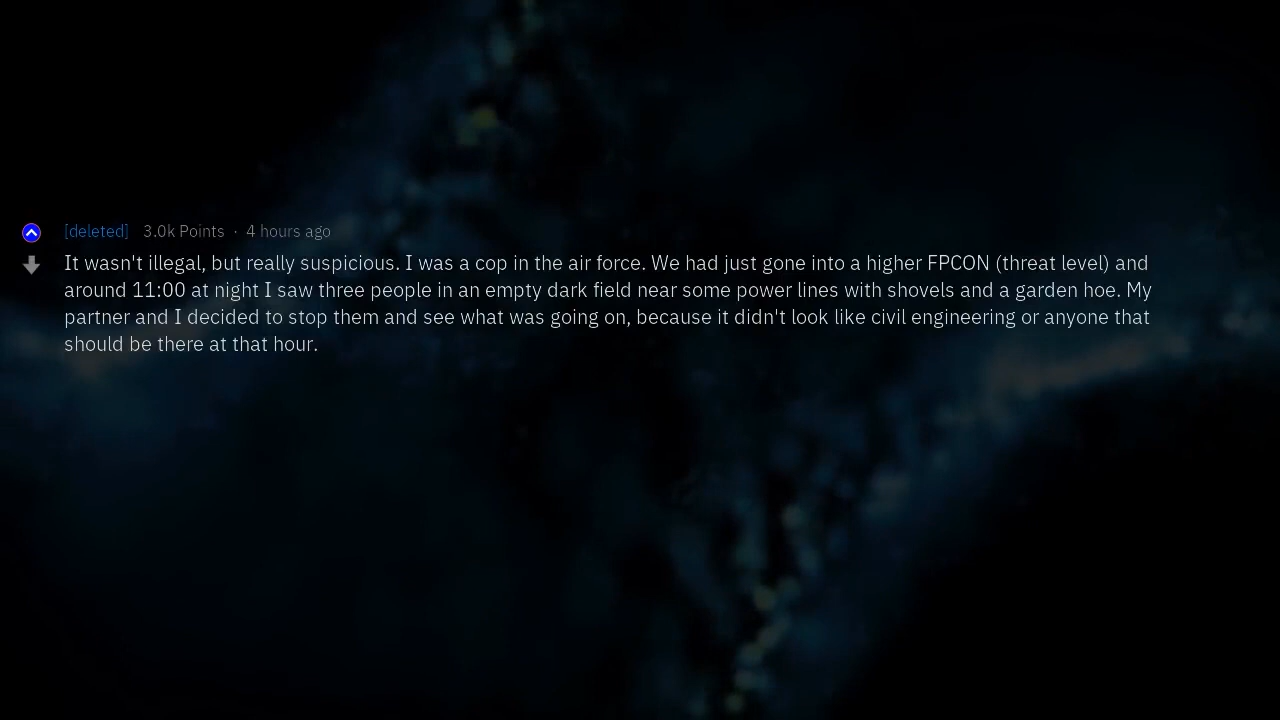 [deleted] 3.0k Points · 4 hours ago
It wasn't illegal, but really suspicious. I was a cop in the air force. We had just gone into a higher FPCON (threat level) and
around 11:00 at night I saw three people in an empty dark field near some power lines with shovels and a garden hoe. My
partner and I decided to stop them and see what was going on, because it didn't look like civil engineering or anyone that
should be there at that hour.